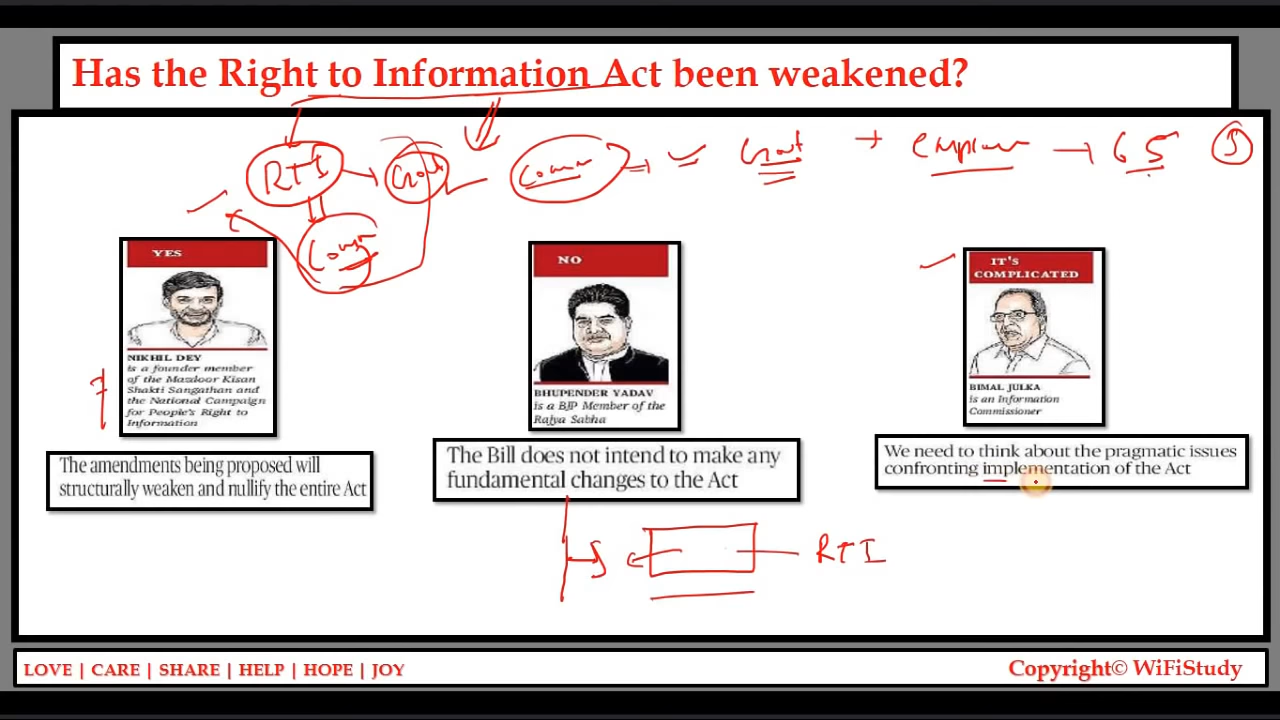 Has the Right to Information Act been weakened?
RTI
Govt
Comm
Govt
65
5
Comm
YES
NIKHIL DEY
is a founder member
of the Mazdoor Kisan
Shakti Sangathan and
the National Campaign
for People's Right to
Information
The amendments being proposed will
structurally weaken and nullify the entire Act
NO
BHUPENDER YADAV
is a BJP Member of the
Rajya Sabha
The Bill does not intend to make any
fundamental changes to the Act
IT'S
COMPLICATED
BIMAL JULKA
is an Information
Commissioner
We need to think about the pragmatic issues
confronting implementation of the Act
RTI
LOVE | CARE | SHARE | HELP | HOPE | JOY
Copyright© WiFiStudy